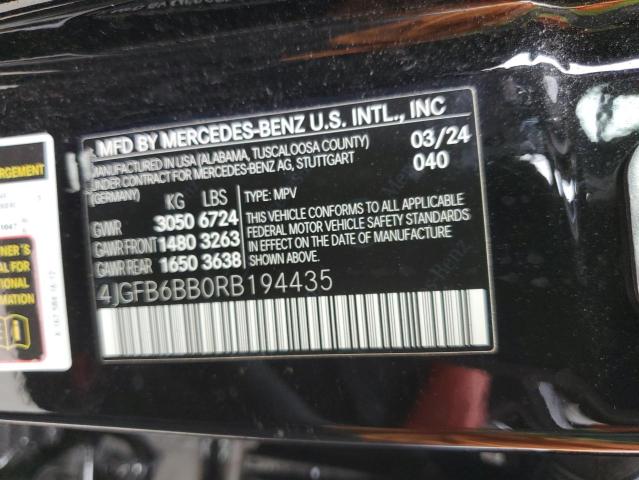 MFD BY MERCEDES-BENZ U.S. INTL., INC
MANUFACTURED IN USA (ALABAMA, TUSCALOOSA COUNTY) 03/24
UNDER CONTRACT FOR MERCEDES-BENZ AG, STUTTGART 040
(GERMANY) KG LBS TYPE: MPV
GVWR 3050 6724
GAWR FRONT 1480 3263
GAWR REAR 1650 3638
THIS VEHICLE CONFORMS TO ALL APPLICABLE
FEDERAL MOTOR VEHICLE SAFETY STANDARDS
IN EFFECT ON THE DATE OF MANUFACTURE
SHOWN ABOVE.
4JGFB6BB0RB194435